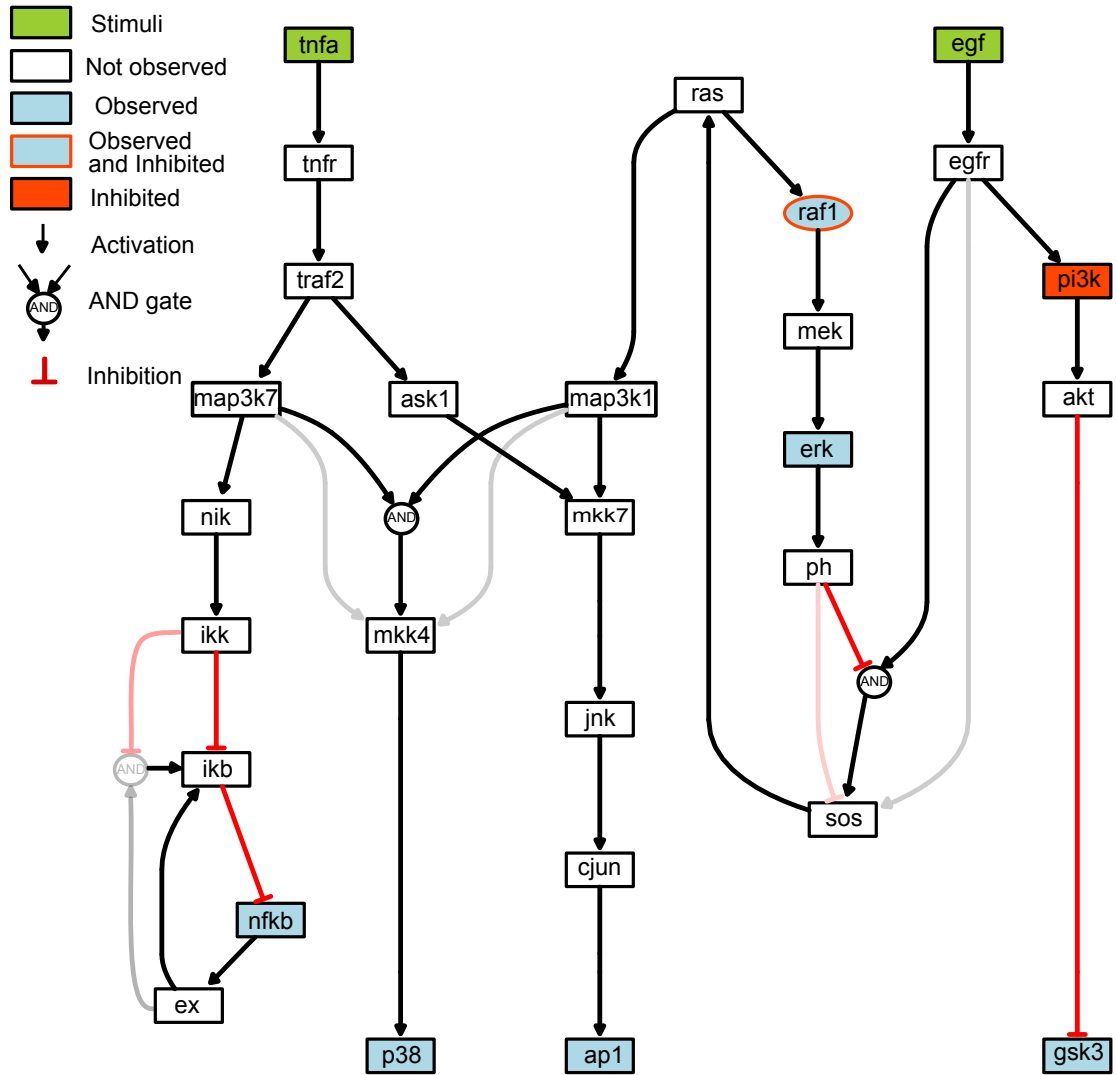 Stimuli
Not observed
Observed
Observed
and Inhibited
Inhibited
Activation
AND
AND gate
Inhibition
tnfa
egf
ras
tnfr
egfr
raf1
traf2
pi3k
mek
map3k7
ask1
map3k1
akt
erk
nik
AND
mkk7
ph
ikk
mkk4
AND
jnk
AND
ikb
sos
cjun
nfkb
ex
p38
ap1
gsk3